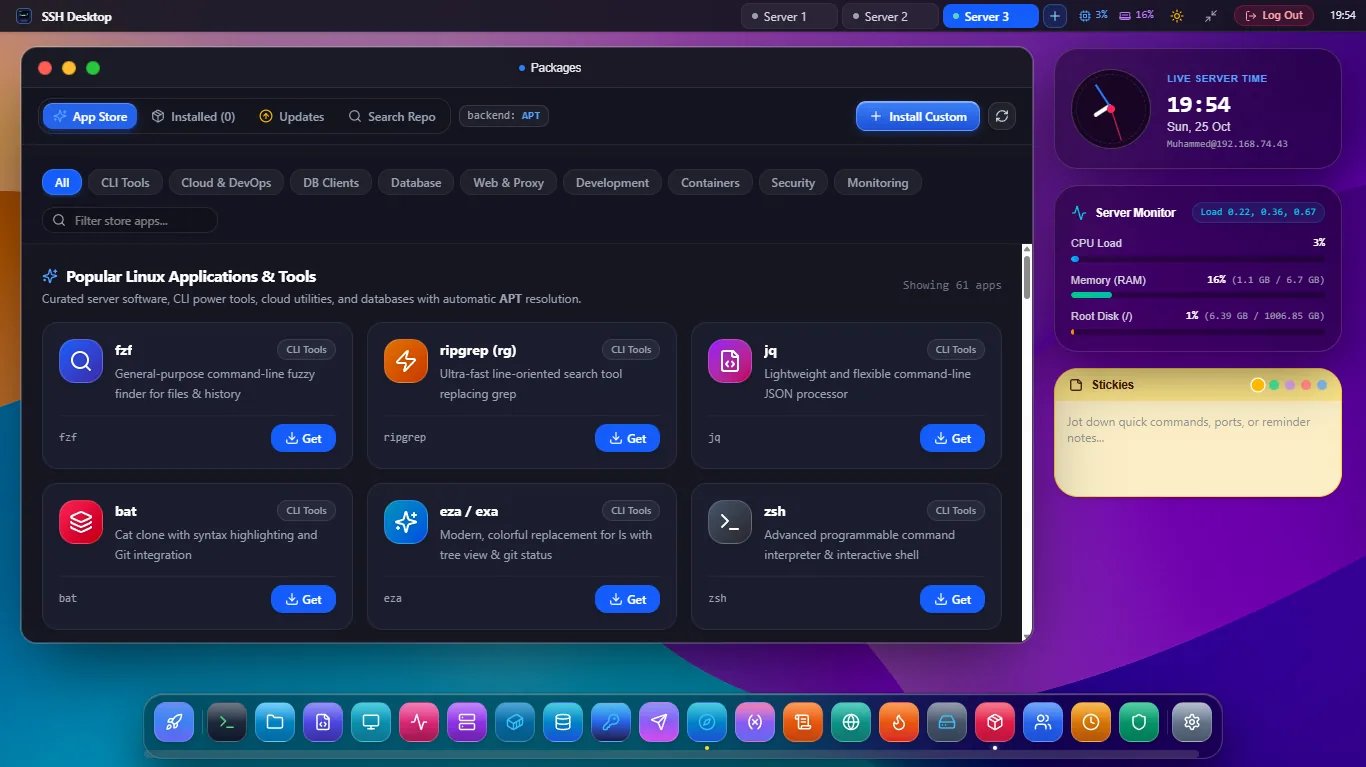 SSH Desktop
Server 1
Server 2
Server 3
3%
16%
Log Out
19:54
Packages
App Store
Installed (0)
Updates
Search Repo
backend: APT
Install Custom
All
CLI Tools
Cloud & DevOps
DB Clients
Database
Web & Proxy
Development
Containers
Security
Monitoring
Filter store apps...
Popular Linux Applications & Tools
Curated server software, CLI power tools, cloud utilities, and databases with automatic APT resolution.
Showing 61 apps
fzf
CLI Tools
General-purpose command-line fuzzy
finder for files & history
fzf
Get
ripgrep (rg)
CLI Tools
Ultra-fast line-oriented search tool
replacing grep
ripgrep
Get
jq
CLI Tools
Lightweight and flexible command-line
JSON processor
jq
Get
bat
CLI Tools
Cat clone with syntax highlighting and
Git integration
bat
Get
eza / exa
CLI Tools
Modern, colorful replacement for ls with
tree view & git status
eza
Get
zsh
CLI Tools
Advanced programmable command
interpreter & interactive shell
zsh
Get
LIVE SERVER TIME
19:54
Sun, 25 Oct
Muhammed@192.168.74.43
Server Monitor
Load 0.22, 0.36, 0.67
CPU Load
3%
Memory (RAM)
16% (1.1 GB / 6.7 GB)
Root Disk (/)
1% (6.39 GB / 1006.85 GB)
Stickies
Jot down quick commands, ports, or reminder
notes...